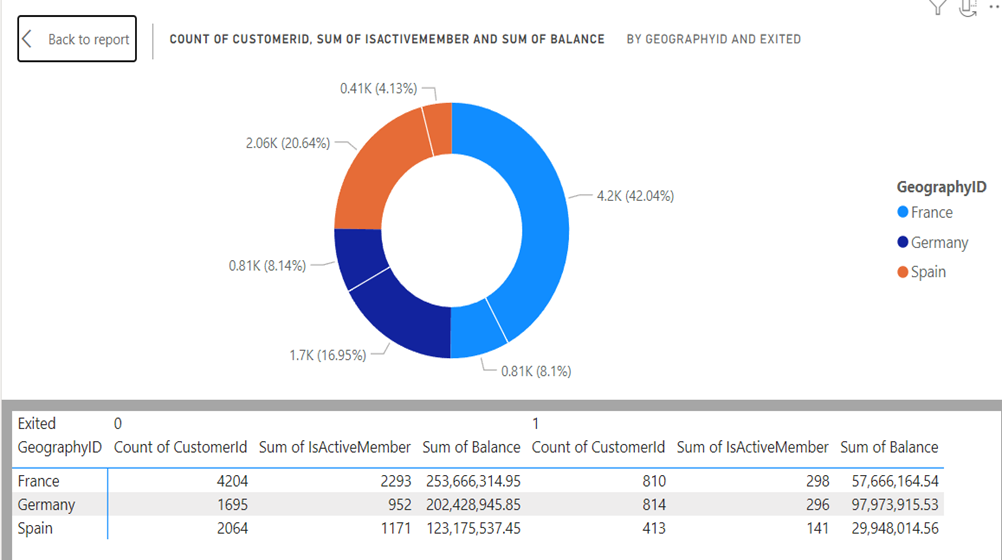 Back to report
COUNT OF CUSTOMERID, SUM OF ISACTIVEMEMBER AND SUM OF BALANCE BY GEOGRAPHYID AND EXITED
0.41K (4.13%)
2.06K (20.64%)
4.2K (42.04%)
0.81K (8.14%)
1.7K (16.95%)
0.81K (8.1%)
GeographyID
France
Germany
Spain
Exited 0 1
GeographyID Count of CustomerId Sum of IsActiveMember Sum of Balance Count of CustomerId Sum of IsActiveMember Sum of Balance
France 4204 2293 253,666,314.95 810 298 57,666,164.54
Germany 1695 952 202,428,945.85 814 296 97,973,915.53
Spain 2064 1171 123,175,537.45 413 141 29,948,014.56